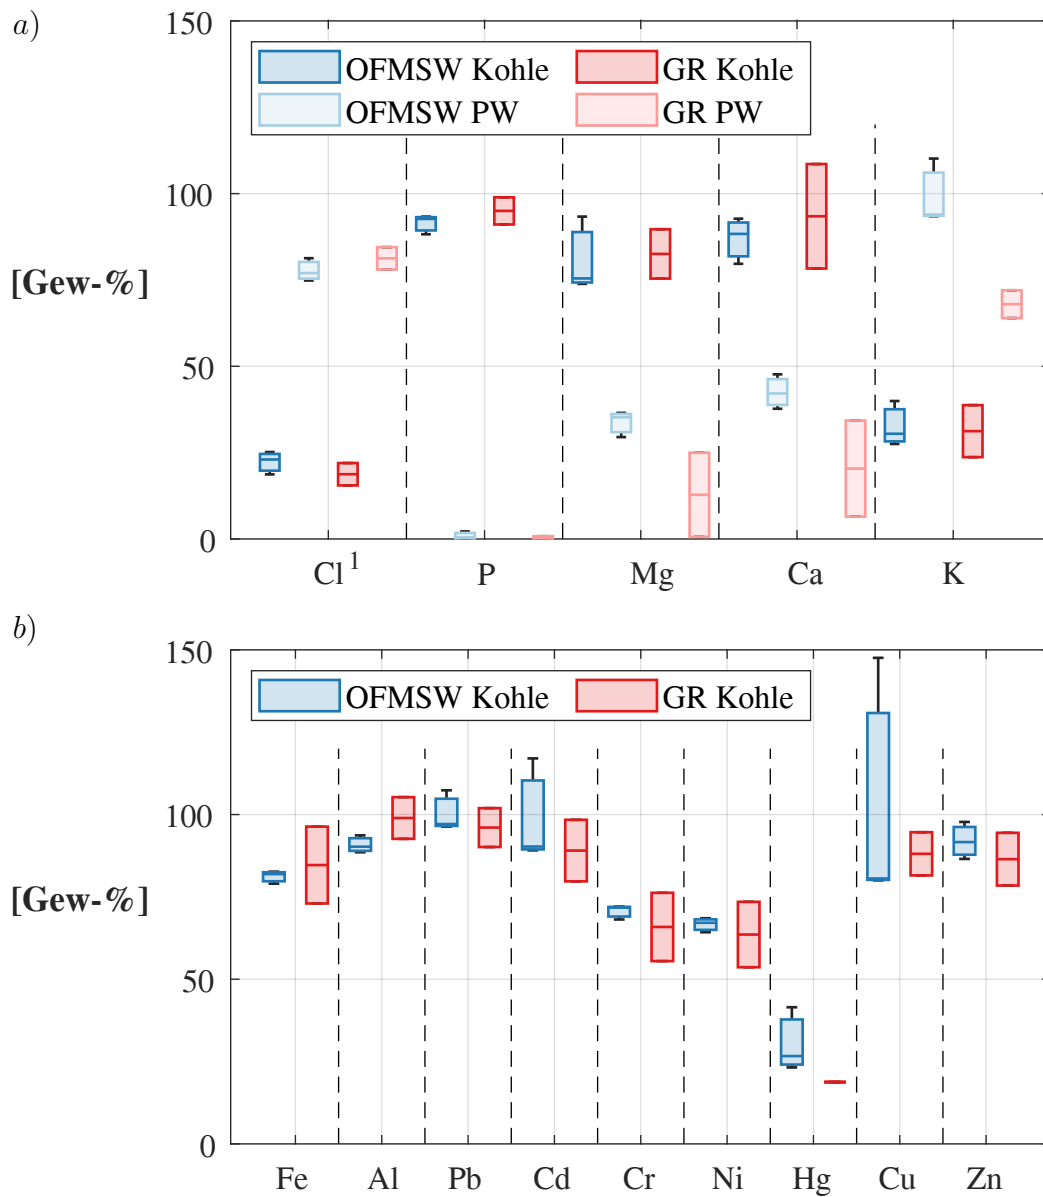 a)
150
OFMSW Kohle GR Kohle
OFMSW PW GR PW
100
[Gew-%]
50
0
Cl 1 P Mg Ca K
b)
150
OFMSW Kohle GR Kohle
100
[Gew-%]
50
0
Fe Al Pb Cd Cr Ni Hg Cu Zn